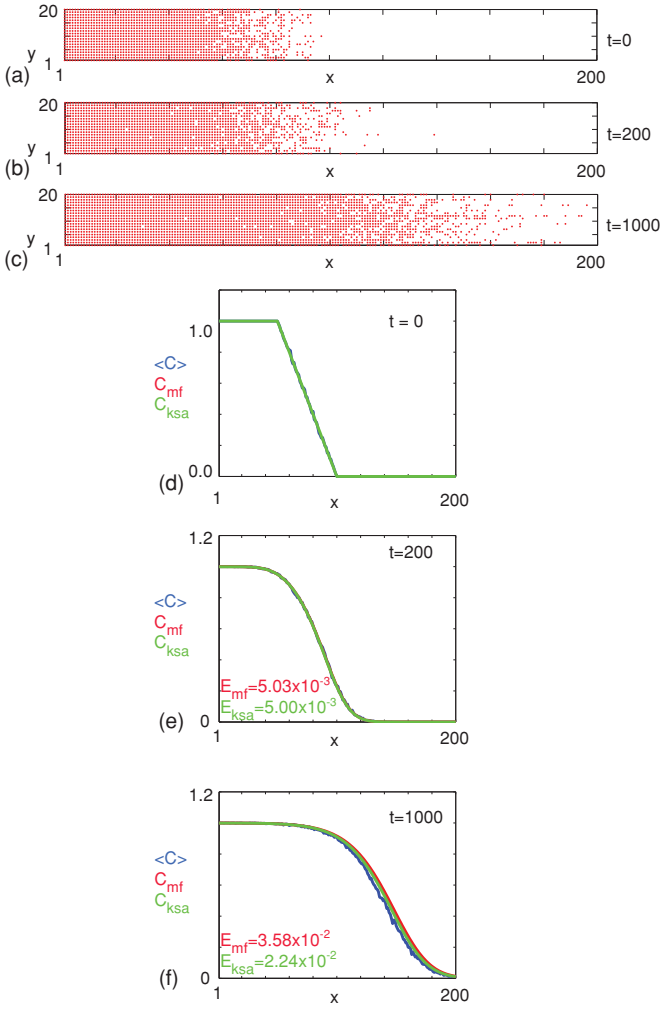 20
y
1
(a)
1
x
200
t=0
20
y
1
(b)
1
x
200
t=200
20
y
1
(c)
1
x
200
t=1000
t = 0
1.0
<C>
C_mf
C_ksa
0.0
(d)
1
x
200
1.2
t=200
<C>
C_mf
C_ksa
E_mf=5.03x10^-3
E_ksa=5.00x10^-3
0
(e)
1
x
200
1.2
t=1000
<C>
C_mf
C_ksa
E_mf=3.58x10^-2
E_ksa=2.24x10^-2
0
(f)
1
x
200